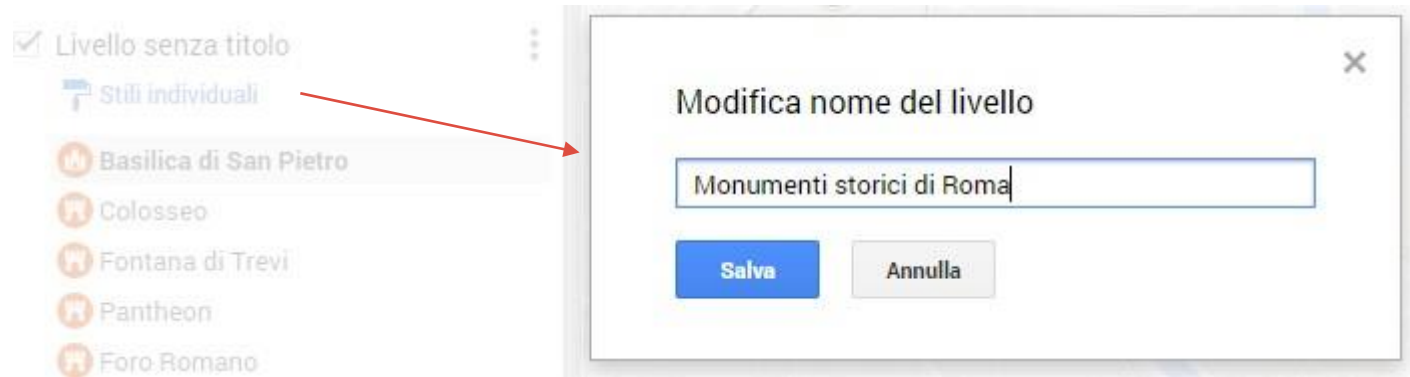 Livello senza titolo
Stili individuali
Basilica di San Pietro
Colosseo
Fontana di Trevi
Pantheon
Foro Romano
Modifica nome del livello
Monumenti storici di Roma
Salva
Annulla